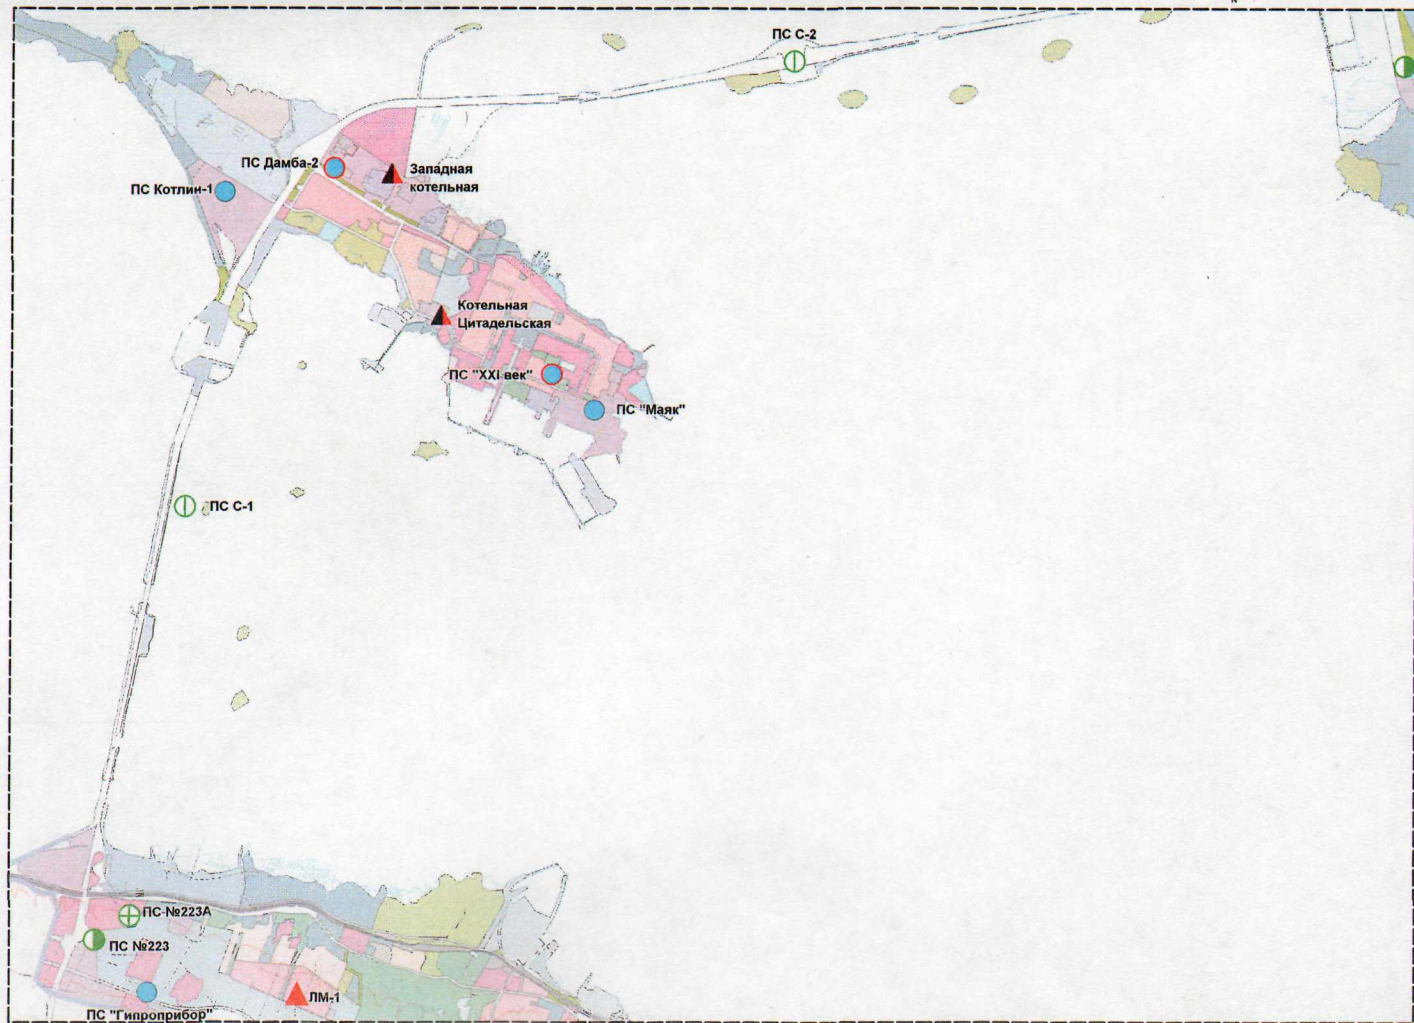 ПС С-2
ПС Дамба-2
Западная
котельная
ПС Котлин-1
Котельная
Цитадельская
ПС "XXI век"
ПС "Маяк"
ПС С-1
ПС №223А
ПС №223
ЛМ-1
ПС "Гипроприбор"